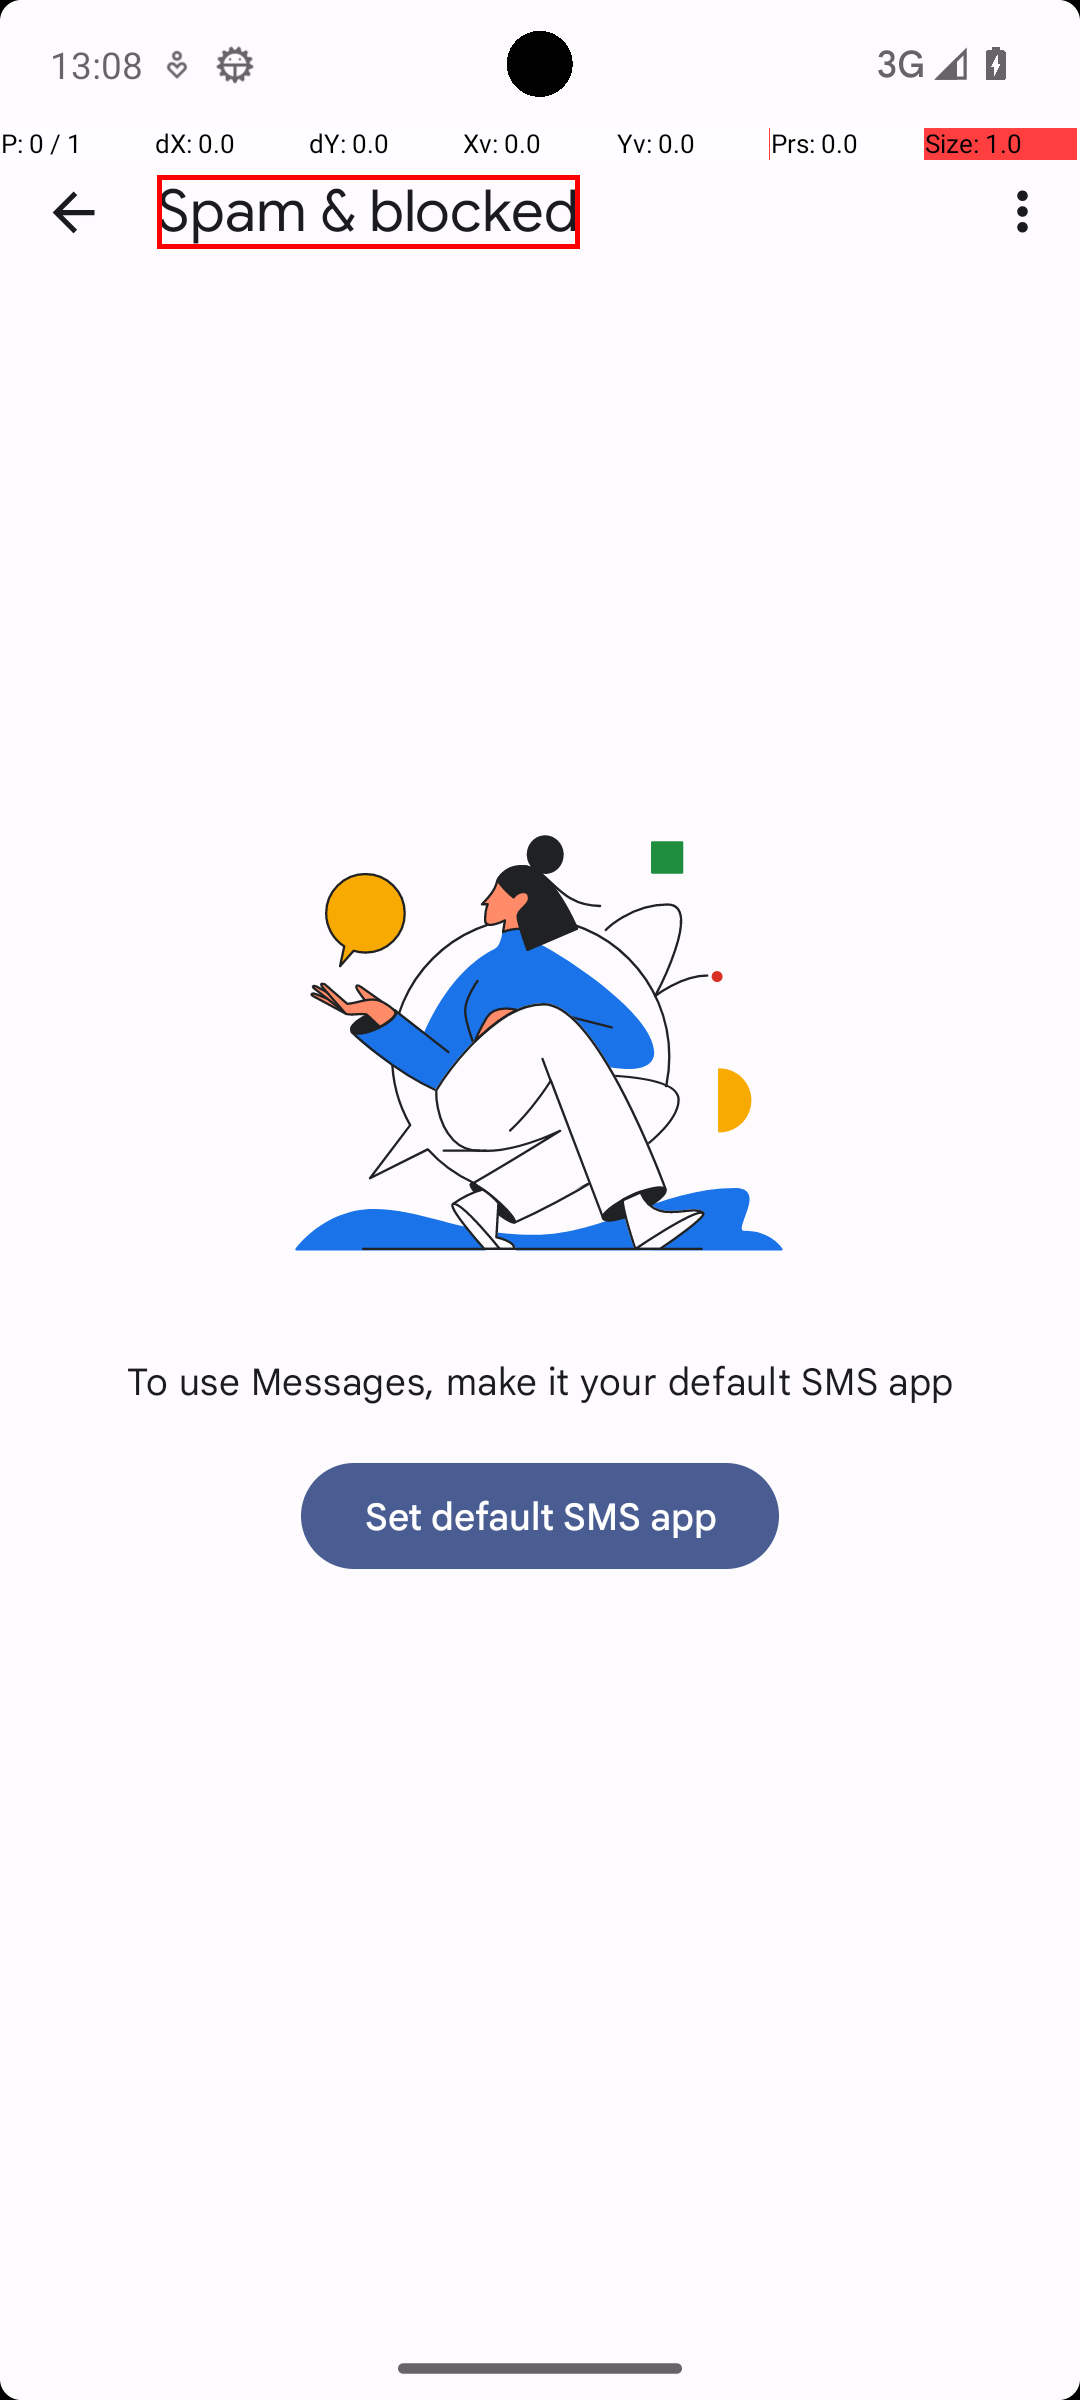 13:08
3G
P: 0 / 1 dX: 0.0 dY: 0.0 Xv: 0.0 Yv: 0.0 Prs: 0.0 Size: 1.0
Spam & blocked
To use Messages, make it your default SMS app
Set default SMS app